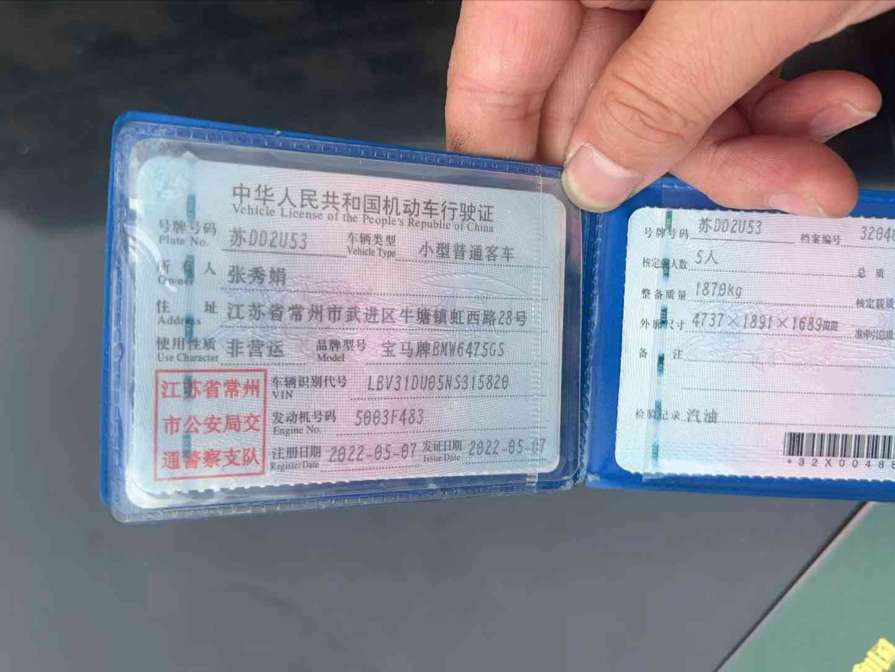 中华人民共和国机动车行驶证
Vehicle License of the People's Republic of China
号牌号码 苏DD2U53 车辆类型 小型普通客车
Plate No. Vehicle Type
所有人 张秀娟
Owner
住址 江苏省常州市武进区牛塘镇虹西路28号
Address
使用性质 非营运 品牌型号 宝马牌BMW6475GS
Use Character Model
江苏省常州
市公安局交
通警察支队
车辆识别代号 LBV31DU05NS315820
VIN
发动机号码 5003F483
Engine No.
注册日期 2022-05-07 发证日期 2022-05-07
Register Date Issue Date
号牌号码 苏DD2U53 档案编号 3204
核定载人数 5人 总质
整备质量 1870kg 核定载质
外廓尺寸 4737×1891×1689mm
备注
检验记录 汽油